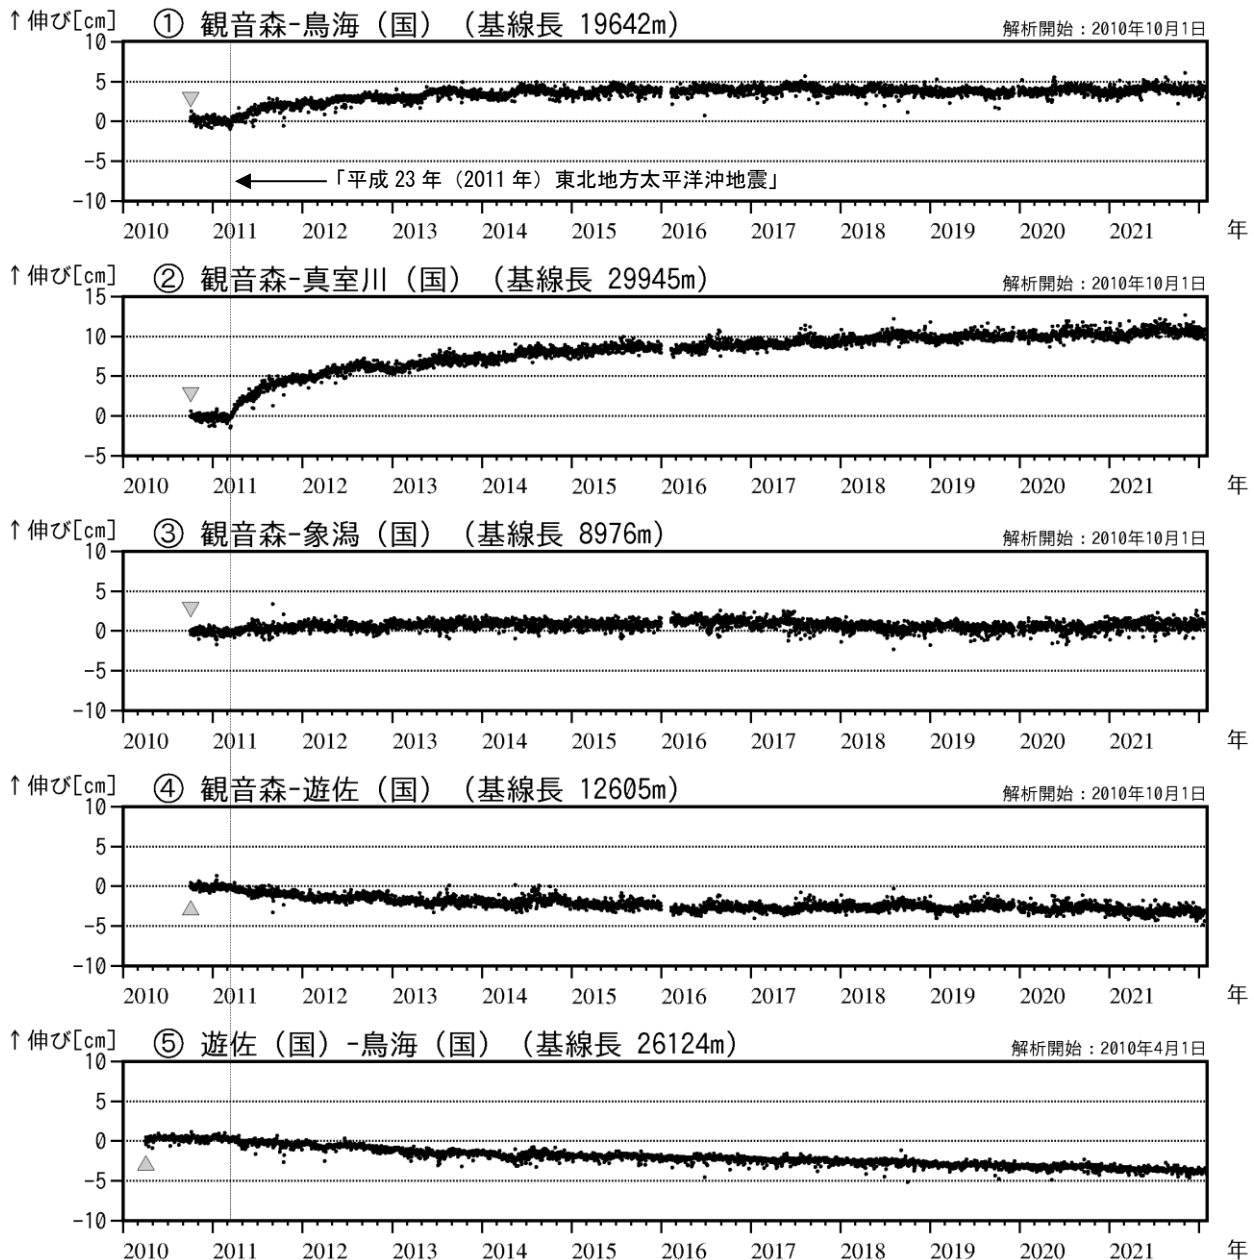 ↑伸び[cm] ① 観音森-鳥海（国）（基線長 19642m） 解析開始：2010年10月1日
10
5
0
-5
「平成 23 年（2011 年）東北地方太平洋沖地震」
-10
2010 2011 2012 2013 2014 2015 2016 2017 2018 2019 2020 2021 年
↑伸び[cm] ② 観音森-真室川（国）（基線長 29945m） 解析開始：2010年10月1日
15
10
5
0
-5
2010 2011 2012 2013 2014 2015 2016 2017 2018 2019 2020 2021 年
↑伸び[cm] ③ 観音森-象潟（国）（基線長 8976m） 解析開始：2010年10月1日
10
5
0
-5
-10
2010 2011 2012 2013 2014 2015 2016 2017 2018 2019 2020 2021 年
↑伸び[cm] ④ 観音森-遊佐（国）（基線長 12605m） 解析開始：2010年10月1日
10
5
0
-5
-10
2010 2011 2012 2013 2014 2015 2016 2017 2018 2019 2020 2021 年
↑伸び[cm] ⑤ 遊佐（国）-鳥海（国）（基線長 26124m） 解析開始：2010年4月1日
10
5
0
-5
-10
2010 2011 2012 2013 2014 2015 2016 2017 2018 2019 2020 2021 年